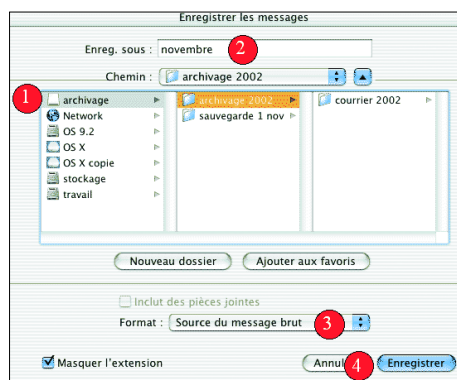 Enregistrer les messages
Enreg. sous : novembre 2
Chemin : archivage 2002
1 archivage archivage 2002 courrier 2002
Network sauvegarde 1 nov
OS 9.2
OS X
OS X copie
stockage
travail
Nouveau dossier Ajouter aux favoris
Inclut des pièces jointes
Format : Source du message brut 3
Masquer l'extension Annul 4 Enregistrer